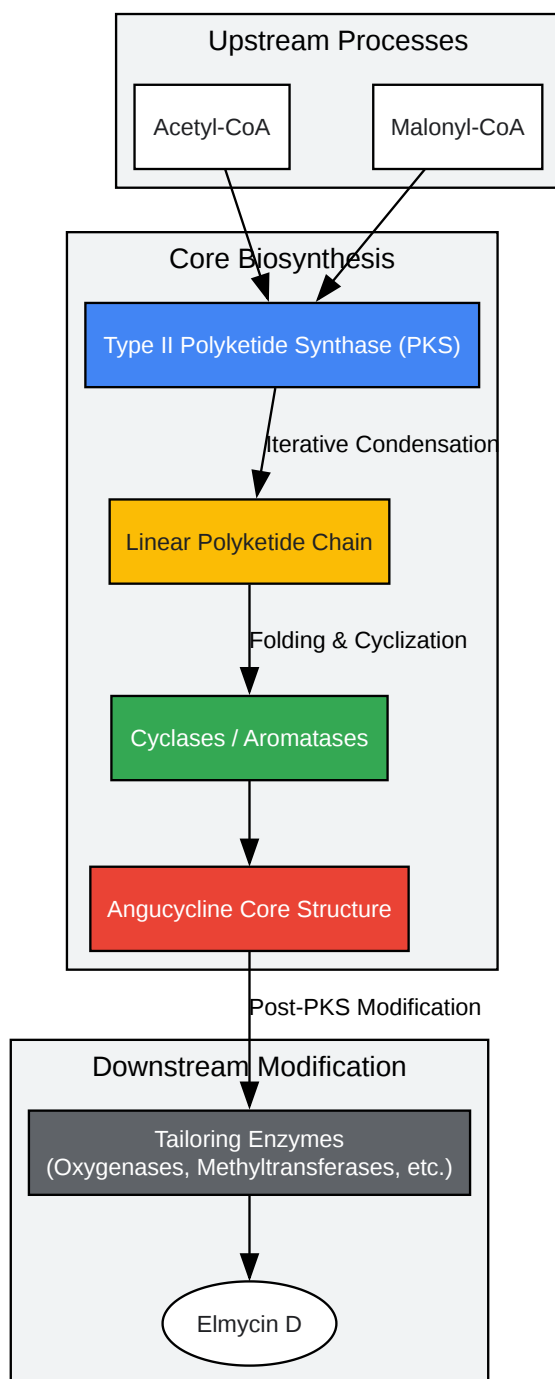 Upstream Processes
Acetyl-CoA
Malonyl-CoA
Core Biosynthesis
Type II Polyketide Synthase (PKS)
Iterative Condensation
Linear Polyketide Chain
Folding & Cyclization
Cyclases / Aromatases
Angucycline Core Structure
Post-PKS Modification
Downstream Modification
Tailoring Enzymes
(Oxygenases, Methyltransferases, etc.)
Elmycin D